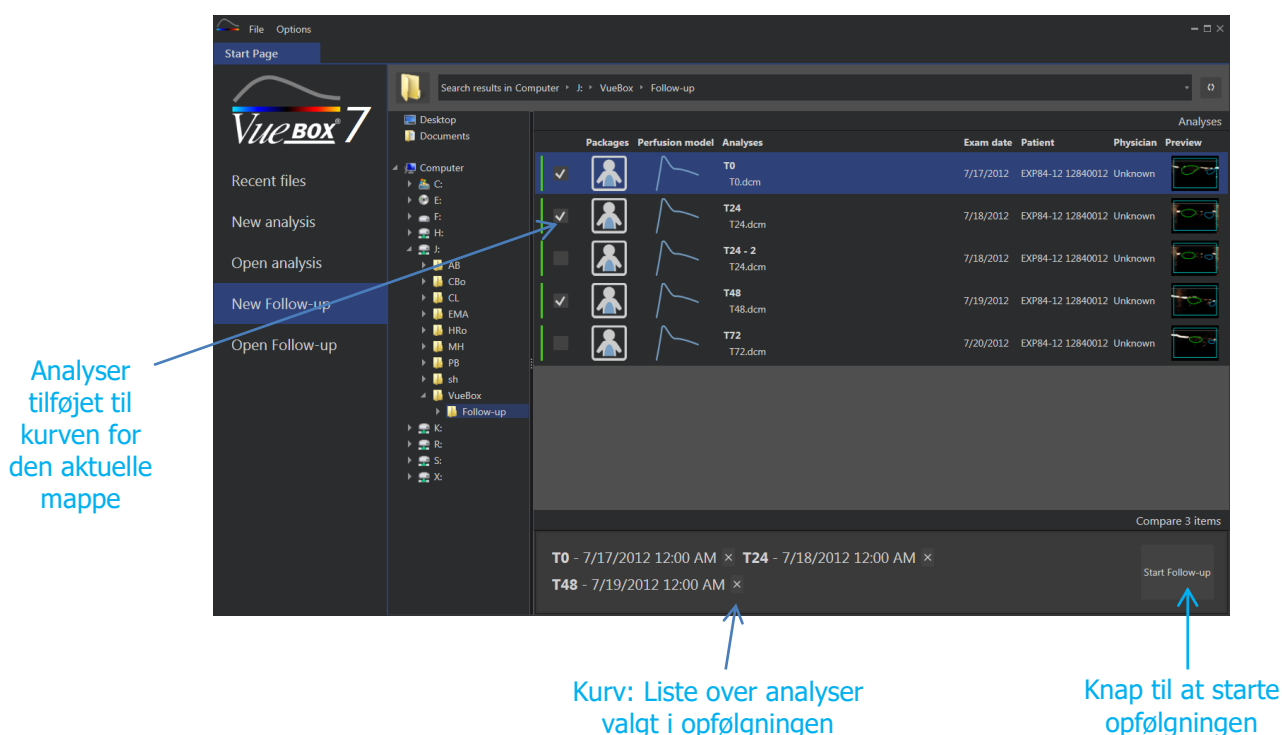 File Options
Start Page
VUEBOX® 7
Recent files
New analysis
Open analysis
New Follow-up
Open Follow-up
Search results in Computer J: VueBox Follow-up
Desktop
Documents
Computer
C:
E:
F:
H:
J:
AB
CBo
CL
EMA
HRo
MH
PB
sh
VueBox
Follow-up
K:
R:
S:
X:
Analyses
Packages Perfusion model Analyses Exam date Patient Physician Preview
T0
T0.dcm
7/17/2012 EXP84-12 12840012 Unknown
T24
T24.dcm
7/18/2012 EXP84-12 12840012 Unknown
T24 - 2
T24.dcm
7/18/2012 EXP84-12 12840012 Unknown
T48
T48.dcm
7/19/2012 EXP84-12 12840012 Unknown
T72
T72.dcm
7/20/2012 EXP84-12 12840012 Unknown
Compare 3 items
T0 - 7/17/2012 12:00 AM × T24 - 7/18/2012 12:00 AM ×
T48 - 7/19/2012 12:00 AM ×
Start Follow-up
Analyser
tilføjet til
kurven for
den aktuelle
mappe
Kurv: Liste over analyser
valgt i opfølgningen
Knap til at starte
opfølgningen